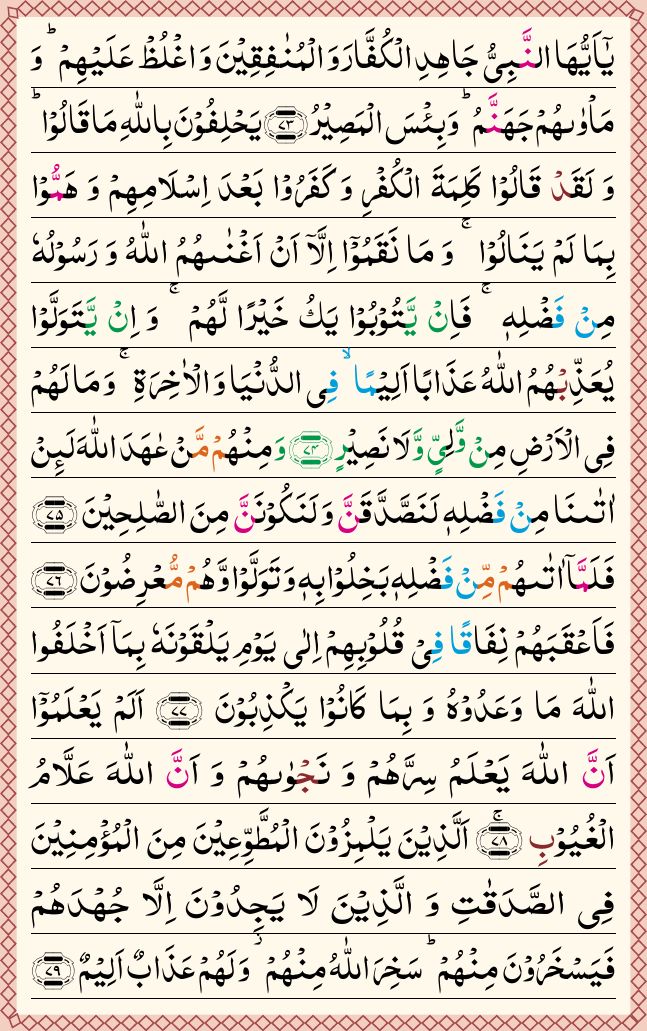 یٰۤاَیُّهَا النَّبِیُّ جَاهِدِ الْكُفَّارَ وَ الْمُنٰفِقِیْنَ وَ اغْلُظْ عَلَیْهِمْ ؕ وَ
مَاْوٰىهُمْ جَهَنَّمُ ؕ وَ بِئْسَ الْمَصِیْرُ ﴿۷۳﴾ یَحْلِفُوْنَ بِاللّٰهِ مَا قَالُوْا ؕ
وَ لَقَدْ قَالُوْا كَلِمَةَ الْكُفْرِ وَ كَفَرُوْا بَعْدَ اِسْلَامِهِمْ وَ هَمُّوْا
بِمَا لَمْ یَنَالُوْا ۚ وَ مَا نَقَمُوْۤا اِلَّاۤ اَنْ اَغْنٰىهُمُ اللّٰهُ وَ رَسُوْلُهٗ
مِنْ فَضْلِهٖ ۚ فَاِنْ یَّتُوْبُوْا یَكُ خَیْرًا لَّهُمْ ۚ وَ اِنْ یَّتَوَلَّوْا
یُعَذِّبْهُمُ اللّٰهُ عَذَابًا اَلِیْمًا ۙ فِی الدُّنْیَا وَ الْاٰخِرَةِ ۚ وَ مَا لَهُمْ
فِی الْاَرْضِ مِنْ وَّلِیٍّ وَّ لَا نَصِیْرٍ ﴿۷۴﴾ وَ مِنْهُمْ مَّنْ عٰهَدَ اللّٰهَ لَىِٕنْ
اٰتٰىنَا مِنْ فَضْلِهٖ لَنَصَّدَّقَنَّ وَ لَنَكُوْنَنَّ مِنَ الصّٰلِحِیْنَ ﴿۷۵﴾
فَلَمَّاۤ اٰتٰىهُمْ مِّنْ فَضْلِهٖ بَخِلُوْا بِهٖ وَ تَوَلَّوْا وَّ هُمْ مُّعْرِضُوْنَ ﴿۷۶﴾
فَاَعْقَبَهُمْ نِفَاقًا فِیْ قُلُوْبِهِمْ اِلٰى یَوْمِ یَلْقَوْنَهٗ بِمَاۤ اَخْلَفُوا
اللّٰهَ مَا وَعَدُوْهُ وَ بِمَا كَانُوْا یَكْذِبُوْنَ ﴿۷۷﴾ اَلَمْ یَعْلَمُوْۤا
اَنَّ اللّٰهَ یَعْلَمُ سِرَّهُمْ وَ نَجْوٰىهُمْ وَ اَنَّ اللّٰهَ عَلَّامُ
الْغُیُوْبِ ﴿۷۸﴾ ۚ اَلَّذِیْنَ یَلْمِزُوْنَ الْمُطَّوِّعِیْنَ مِنَ الْمُؤْمِنِیْنَ
فِی الصَّدَقٰتِ وَ الَّذِیْنَ لَا یَجِدُوْنَ اِلَّا جُهْدَهُمْ
فَیَسْخَرُوْنَ مِنْهُمْ ؕ سَخِرَ اللّٰهُ مِنْهُمْ ؗ وَ لَهُمْ عَذَابٌ اَلِیْمٌ ﴿۷۹﴾